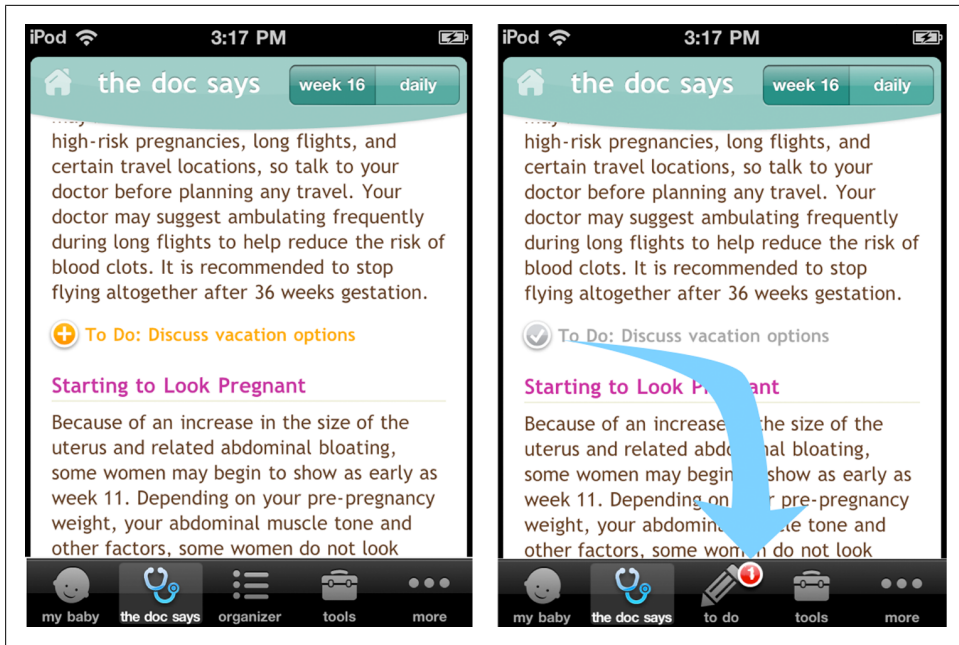 iPod
3:17 PM
the doc says
week 16
daily
high-risk pregnancies, long flights, and
certain travel locations, so talk to your
doctor before planning any travel. Your
doctor may suggest ambulating frequently
during long flights to help reduce the risk of
blood clots. It is recommended to stop
flying altogether after 36 weeks gestation.
To Do: Discuss vacation options
Starting to Look Pregnant
Because of an increase in the size of the
uterus and related abdominal bloating,
some women may begin to show as early as
week 11. Depending on your pre-pregnancy
weight, your abdominal muscle tone and
other factors, some women do not look
my baby
the doc says
organizer
tools
more
iPod
3:17 PM
the doc says
week 16
daily
high-risk pregnancies, long flights, and
certain travel locations, so talk to your
doctor before planning any travel. Your
doctor may suggest ambulating frequently
during long flights to help reduce the risk of
blood clots. It is recommended to stop
flying altogether after 36 weeks gestation.
To Do: Discuss vacation options
Starting to Look P ant
Because of an increase he size of the
uterus and related abdo nal bloating,
some women may begin show as early as
week 11. Depending on r pre-pregnancy
weight, your abdomin le tone and
other factors, some wom n do not look
1
my baby
the doc says
to do
tools
more